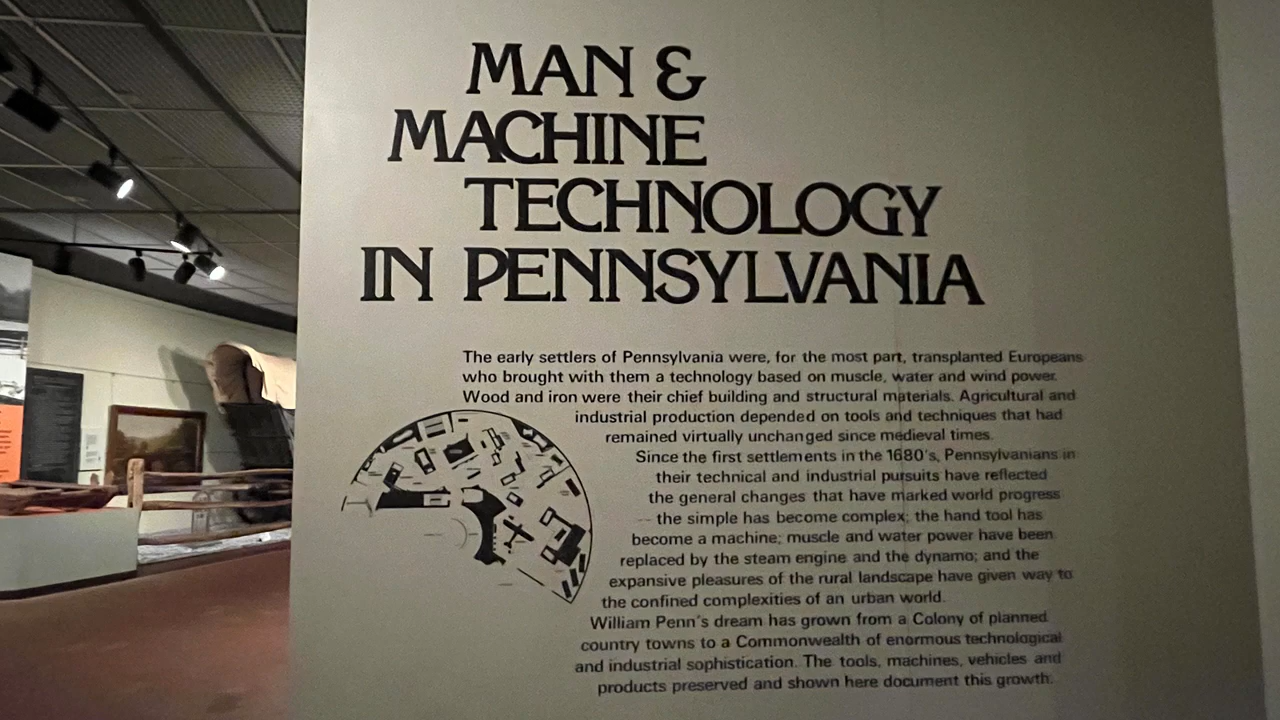 MAN &
MACHINE
TECHNOLOGY
IN PENNSYLVANIA
The early settlers of Pennsylvania were, for the most part, transplanted Europeans
who brought with them a technology based on muscle, water and wind power.
Wood and iron were their chief building and structural materials. Agricultural and
industrial production depended on tools and techniques that had
remained virtually unchanged since medieval times.
Since the first settlements in the 1680's, Pennsylvanians in
their technical and industrial pursuits have reflected
the general changes that have marked world progress
-- the simple has become complex; the hand tool has
become a machine; muscle and water power have been
replaced by the steam engine and the dynamo; and the
expansive pleasures of the rural landscape have given way to
the confined complexities of an urban world.
William Penn's dream has grown from a Colony of planned
country towns to a Commonwealth of enormous technological
and industrial sophistication. The tools, machines, vehicles and
products preserved and shown here document this growth.